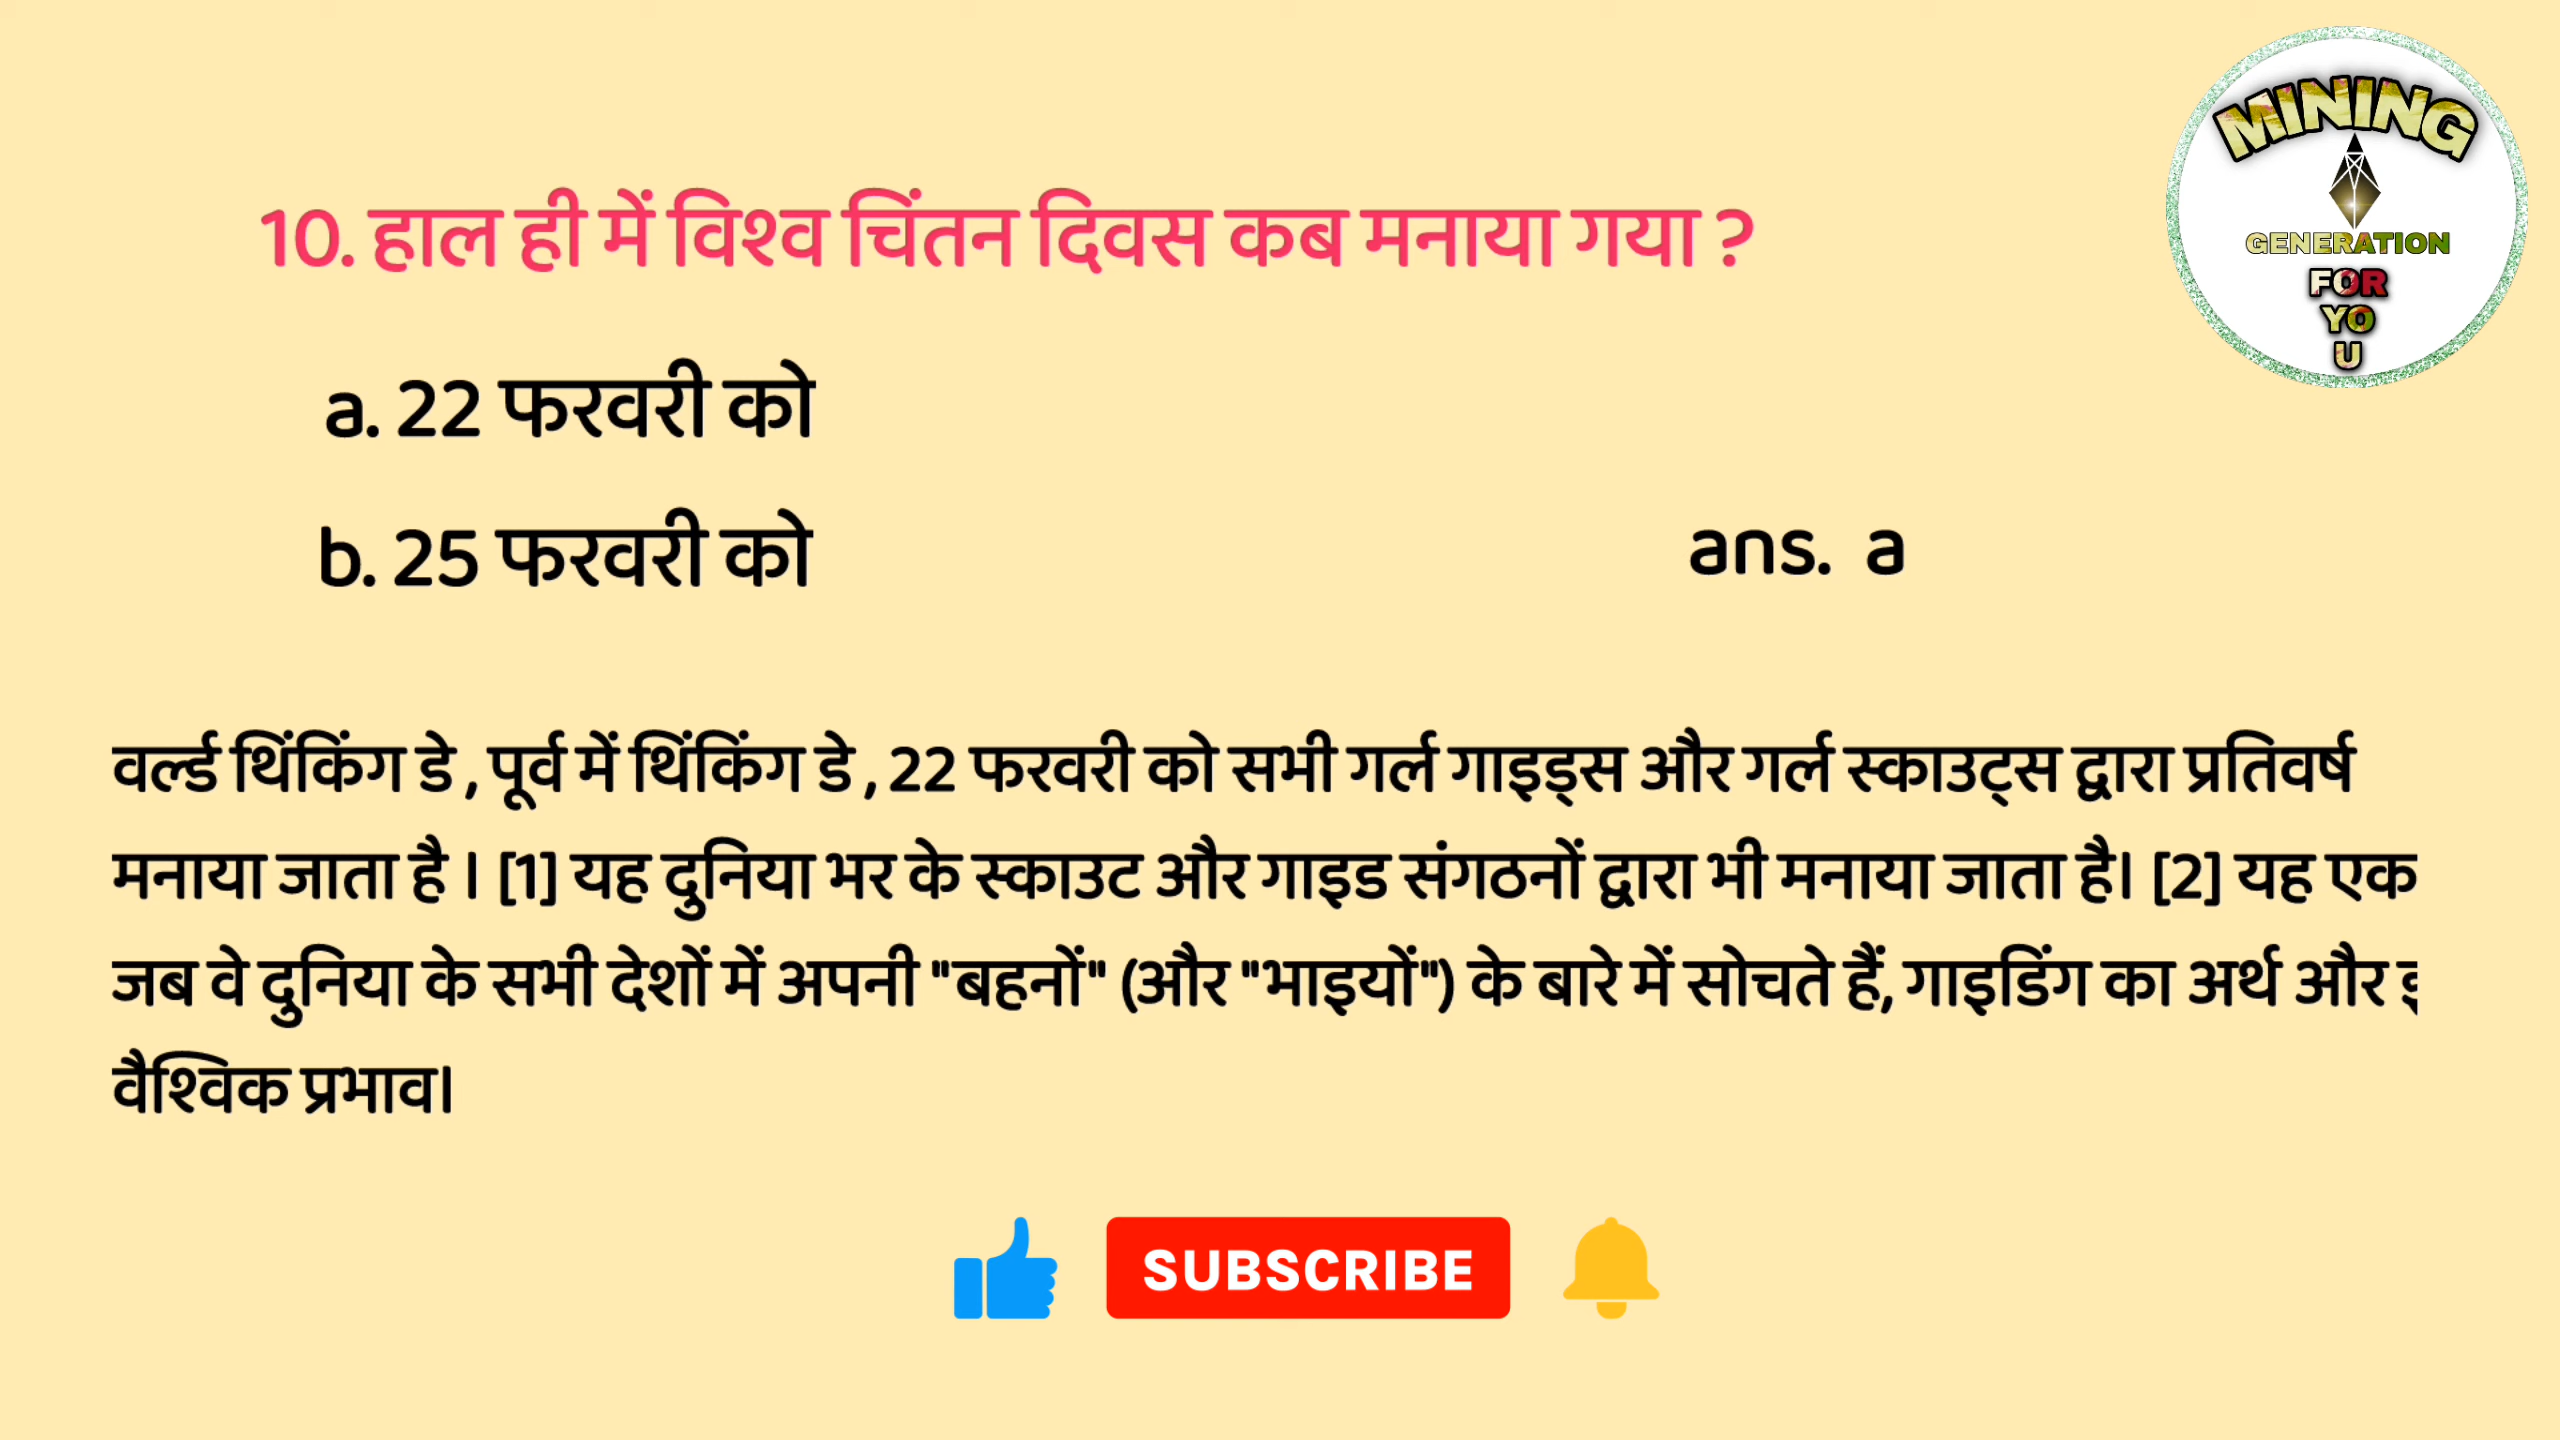 MINING
GENERATION
FOR
YO
U
10. हाल ही में विश्व चिंतन दिवस कब मनाया गया ?
a. 22 फरवरी को
b. 25 फरवरी को
ans. a
वर्ल्ड थिंकिंग डे , पूर्व में थिंकिंग डे , 22 फरवरी को सभी गर्ल गाइड्स और गर्ल स्काउट्स द्वारा प्रतिवर्ष
मनाया जाता है । [1] यह दुनिया भर के स्काउट और गाइड संगठनों द्वारा भी मनाया जाता है। [2] यह एक
जब वे दुनिया के सभी देशों में अपनी "बहनों" (और "भाइयों") के बारे में सोचते हैं, गाइडिंग का अर्थ और
वैश्विक प्रभाव।
SUBSCRIBE